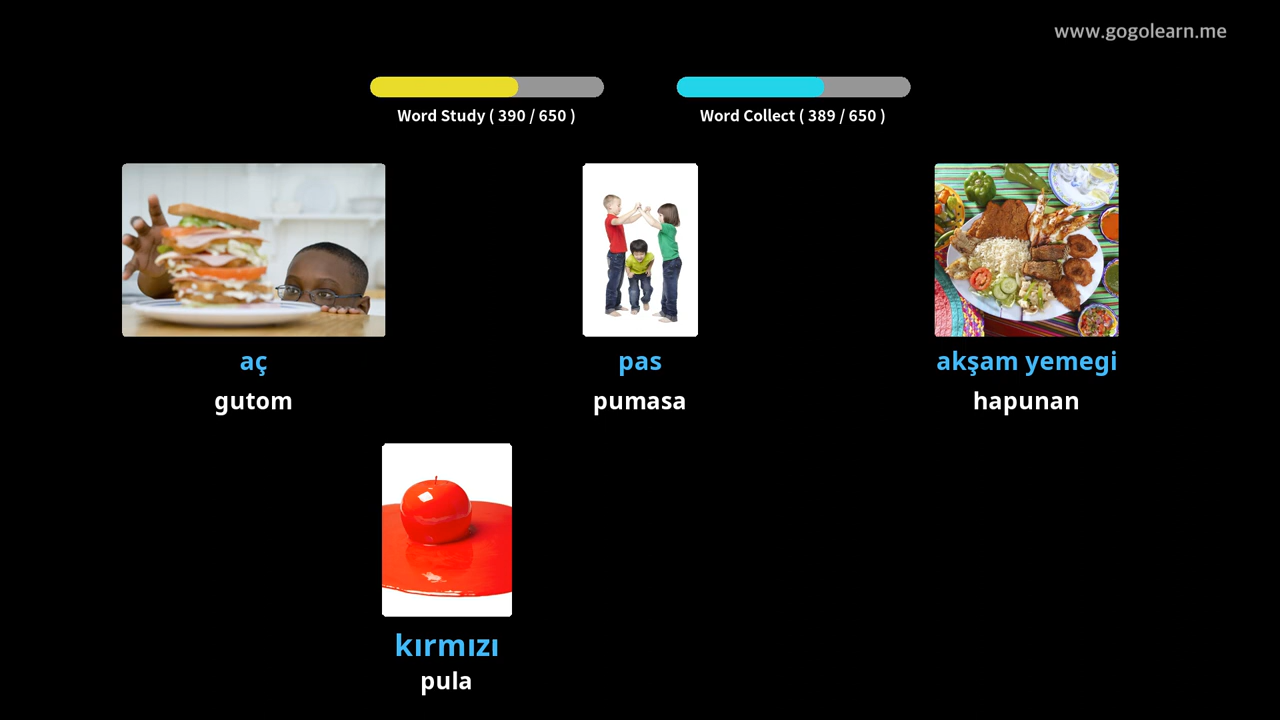 www.gogolearn.me
Word Study ( 390 / 650 )
Word Collect ( 389 / 650 )
aç
pas
akşam yemegi
gutom
pumasa
hapunan
kırmızı
pula